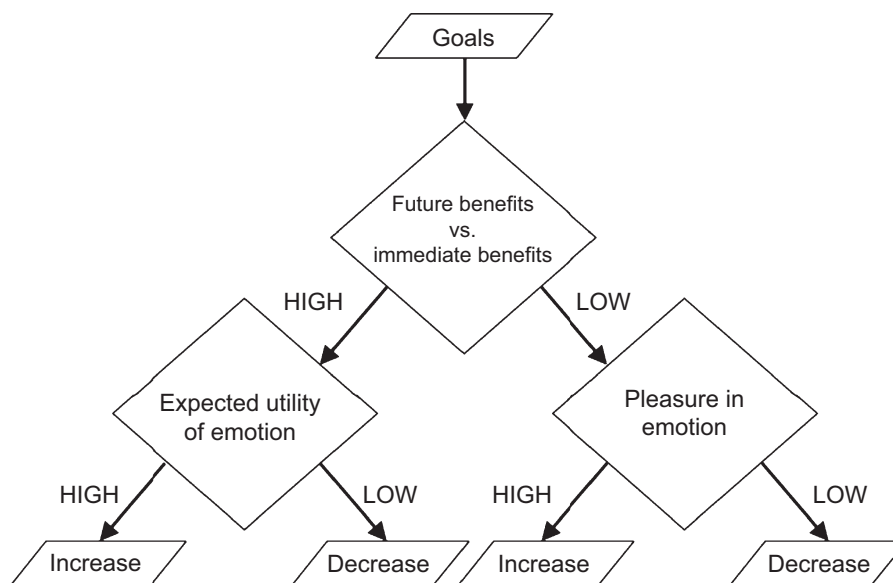 Goals
Future benefits
vs.
immediate benefits
HIGH
LOW
Expected utility
of emotion
Pleasure in
emotion
HIGH
LOW
HIGH
LOW
Increase
Decrease
Increase
Decrease